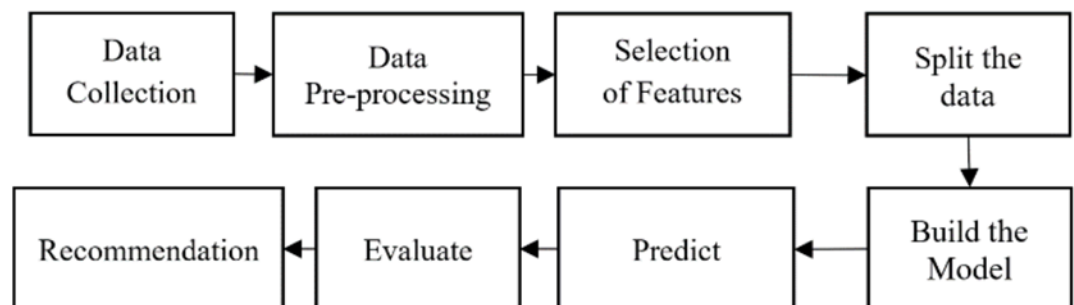 Data
Collection
Data
Pre-processing
Selection
of Features
Split the
data
Build the
Model
Predict
Evaluate
Recommendation